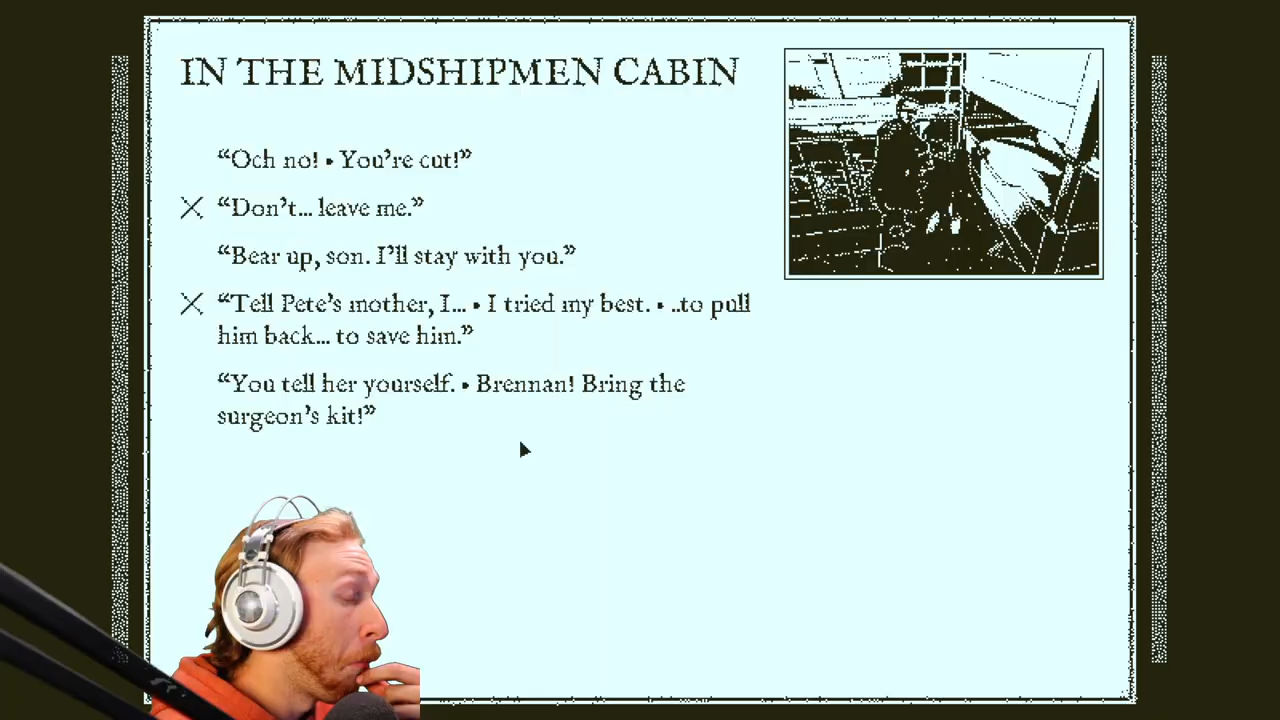 IN THE MIDSHIPMEN CABIN
“Och no! • You're cut!”
“Don't... leave me.”
“Bear up, son. I'll stay with you.”
“Tell Pete's mother, I... • I tried my best. • ..to pull
him back... to save him.”
“You tell her yourself. • Brennan! Bring the
surgeon's kit!”